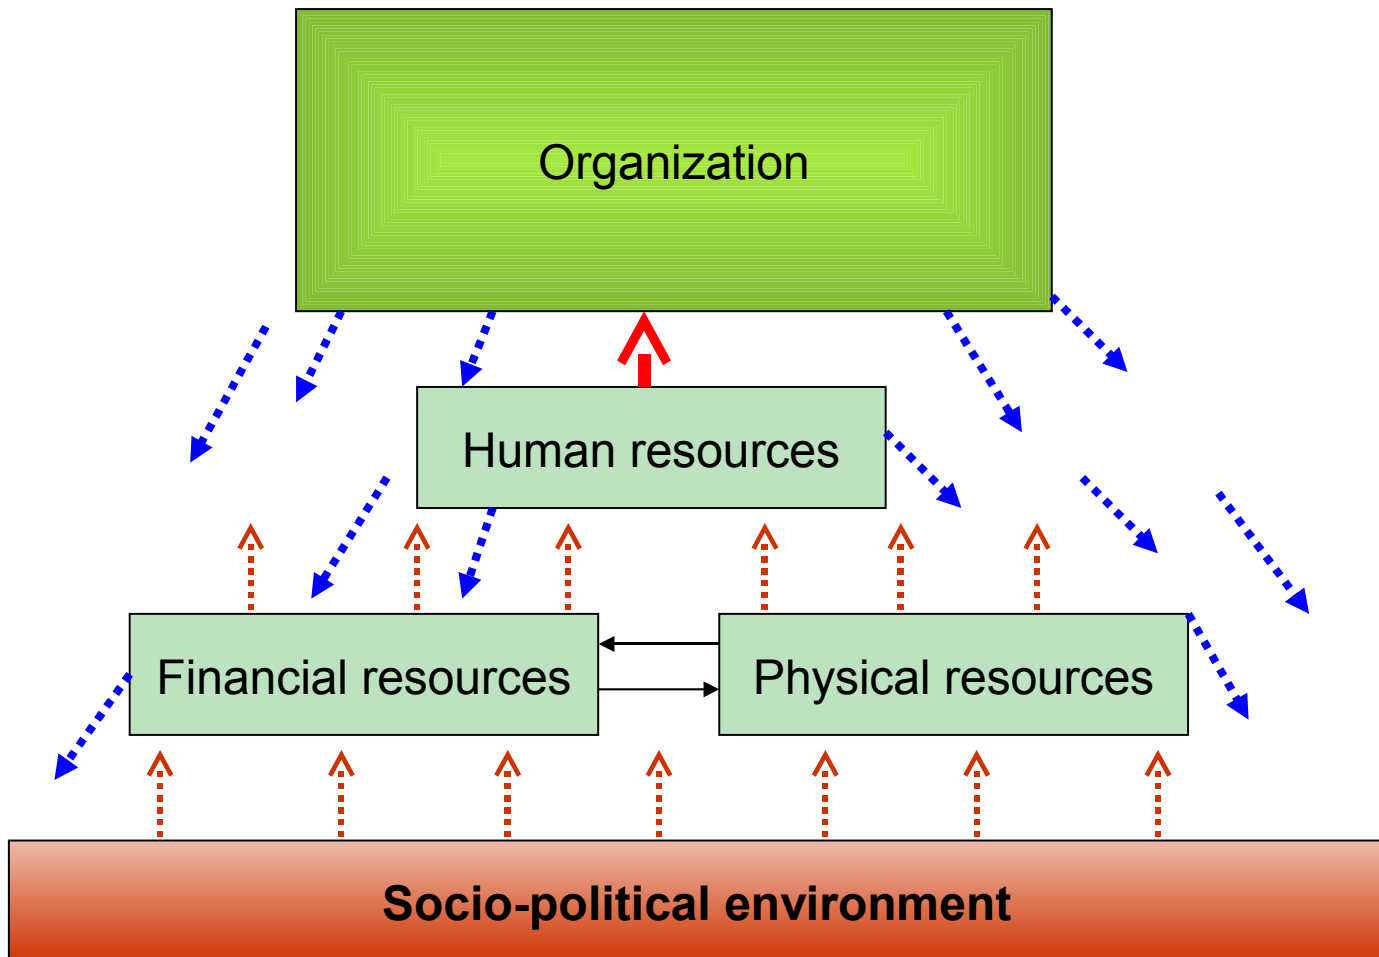 Organization
Human resources
Financial resources
Physical resources
Socio-political environment